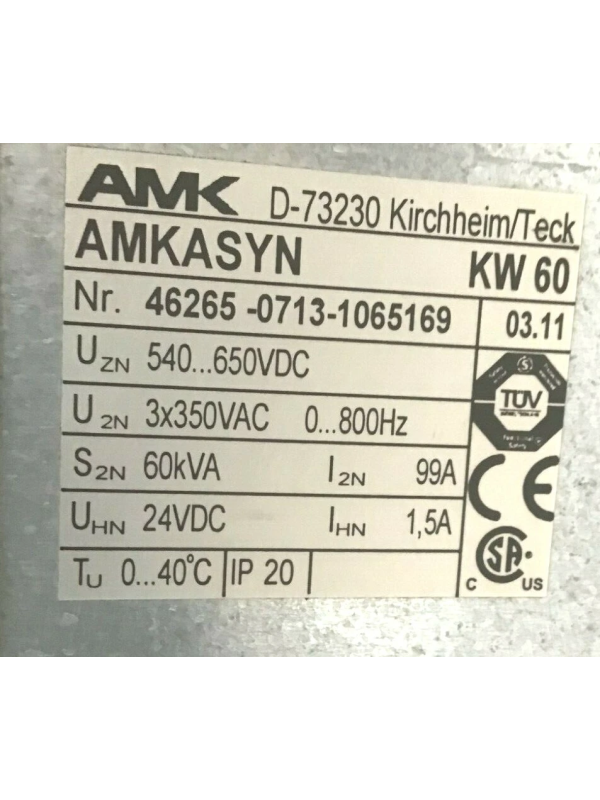 AMK D-73230 Kirchheim/Teck
AMKASYN KW 60
Nr. 46265 -0713-1065169 03.11
UZN 540...650VDC
U2N 3x350VAC 0...800Hz
S2N 60kVA I2N 99A
UHN 24VDC IHN 1,5A
TU 0...40°C IP 20
TÜV
CE
CSA
C US